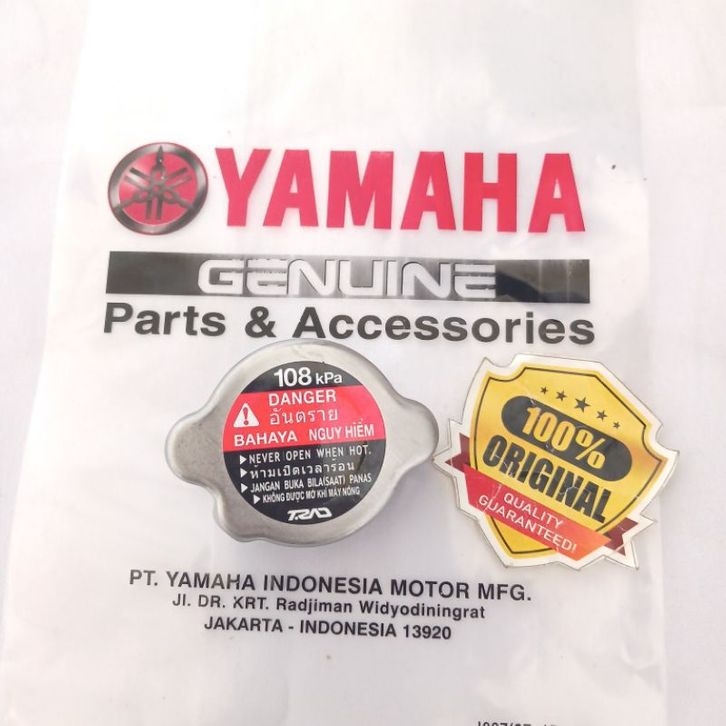 YAMAHA
GENUINE
Parts & Accessories
108 kPa
DANGER
อันตราย
BAHAYA NGUY HIỂM
NEVER OPEN WHEN HOT.
ห้ามเปิดเวลาร้อน
JANGAN BUKA BILA(SAAT) PANAS
KHÔNG ĐƯỢC MỞ KHI MÁY NÓNG
T.RAD
100%
ORIGINAL
QUALITY
GUARANTEED!
PT. YAMAHA INDONESIA MOTOR MFG.
Jl. DR. KRT. Radjiman Widyodiningrat
JAKARTA - INDONESIA 13920